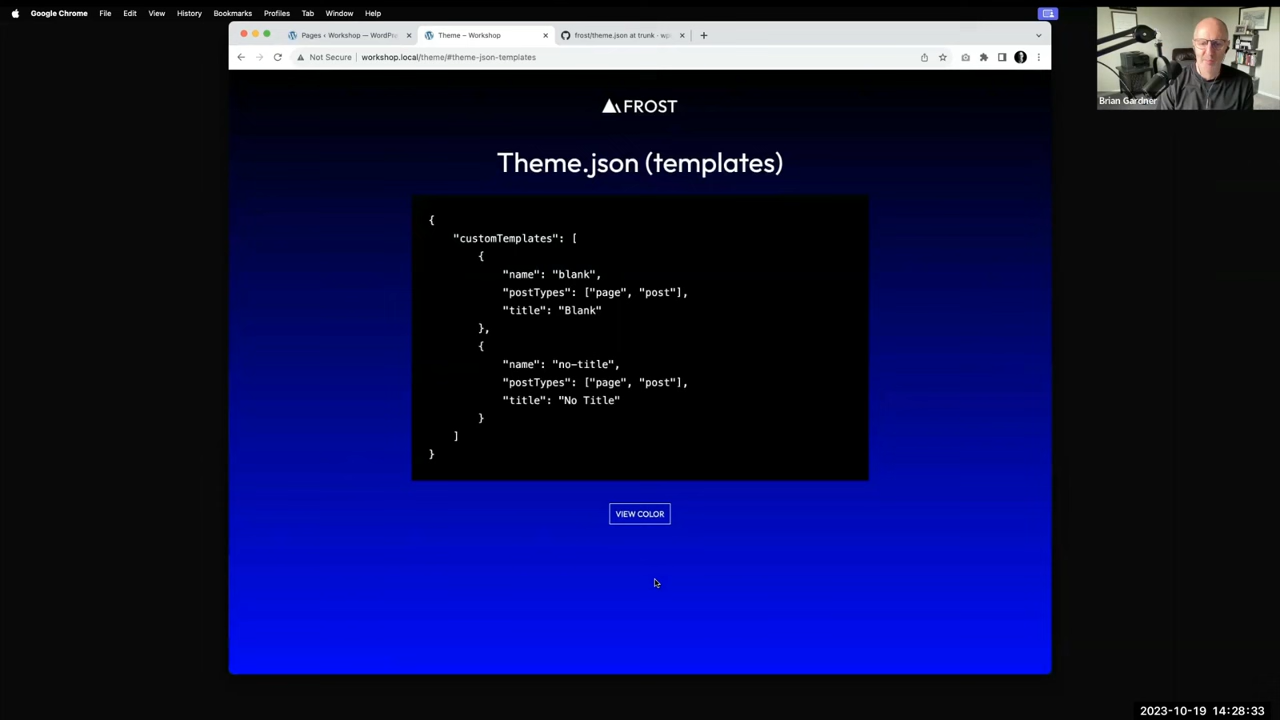 Google Chrome File Edit View History Bookmarks Profiles Tab Window Help
Pages ‹ Workshop — WordPre
Theme – Workshop
frost/theme.json at trunk · wp
Not Secure workshop.local/theme/#theme-json-templates
Brian Gardner
FROST
Theme.json (templates)
{
"customTemplates": [
{
"name": "blank",
"postTypes": ["page", "post"],
"title": "Blank"
},
{
"name": "no-title",
"postTypes": ["page", "post"],
"title": "No Title"
}
]
}
VIEW COLOR
2023-10-19 14:28:33